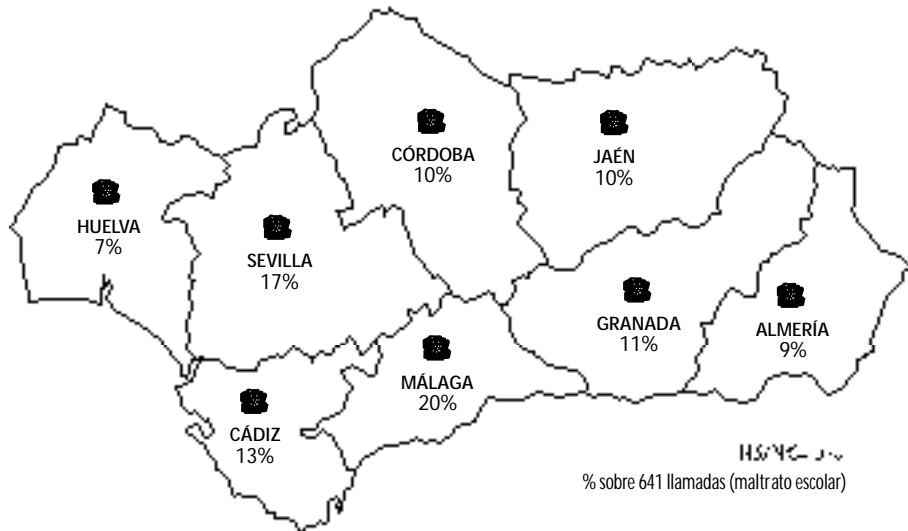 CÓRDOBA
10%
JAÉN
10%
HUELVA
7%
SEVILLA
17%
GRANADA
11%
ALMERÍA
9%
MÁLAGA
20%
CÁDIZ
13%
% sobre 641 llamadas (maltrato escolar)